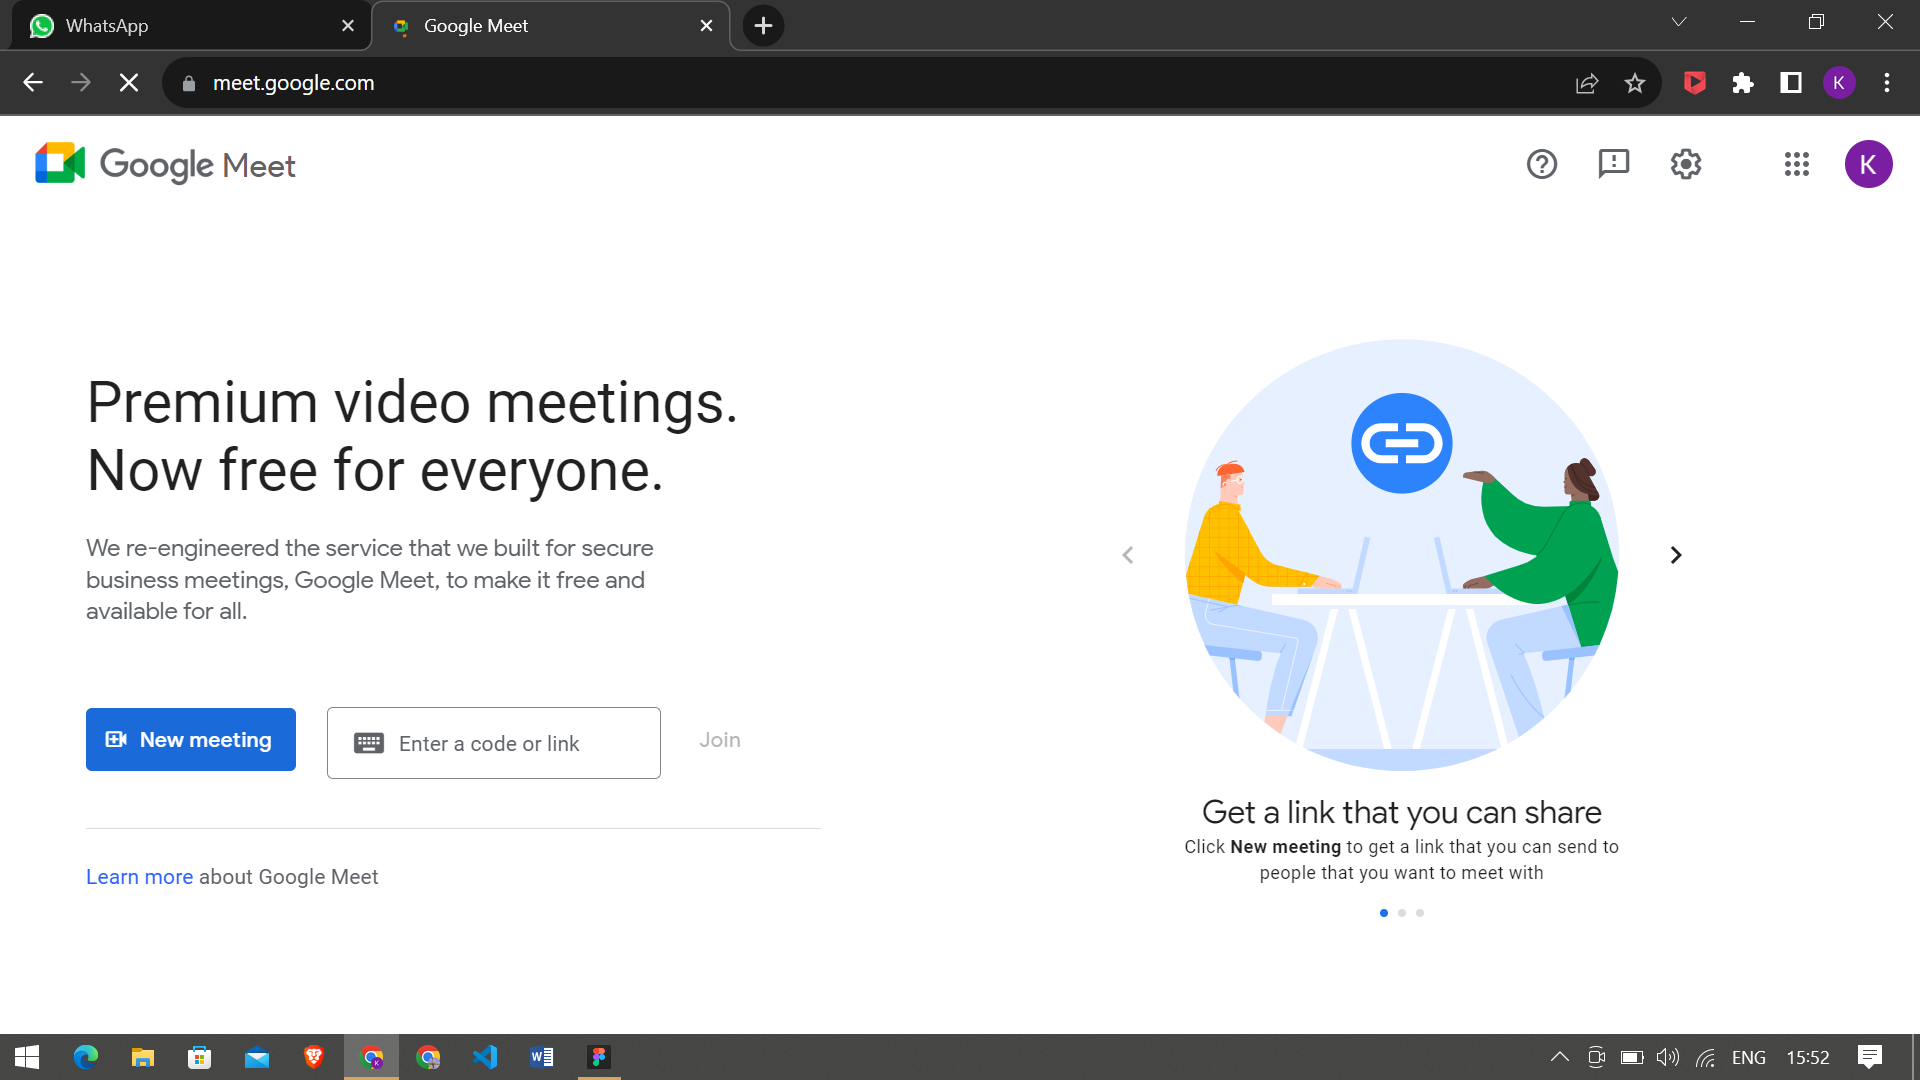 WhatsApp
Google Meet
meet.google.com
K
Google Meet
K
Premium video meetings.
Now free for everyone.
We re-engineered the service that we built for secure
business meetings, Google Meet, to make it free and
available for all.
New meeting
Enter a code or link
Join
Learn more about Google Meet
Get a link that you can share
Click New meeting to get a link that you can send to
people that you want to meet with
ENG
15:52